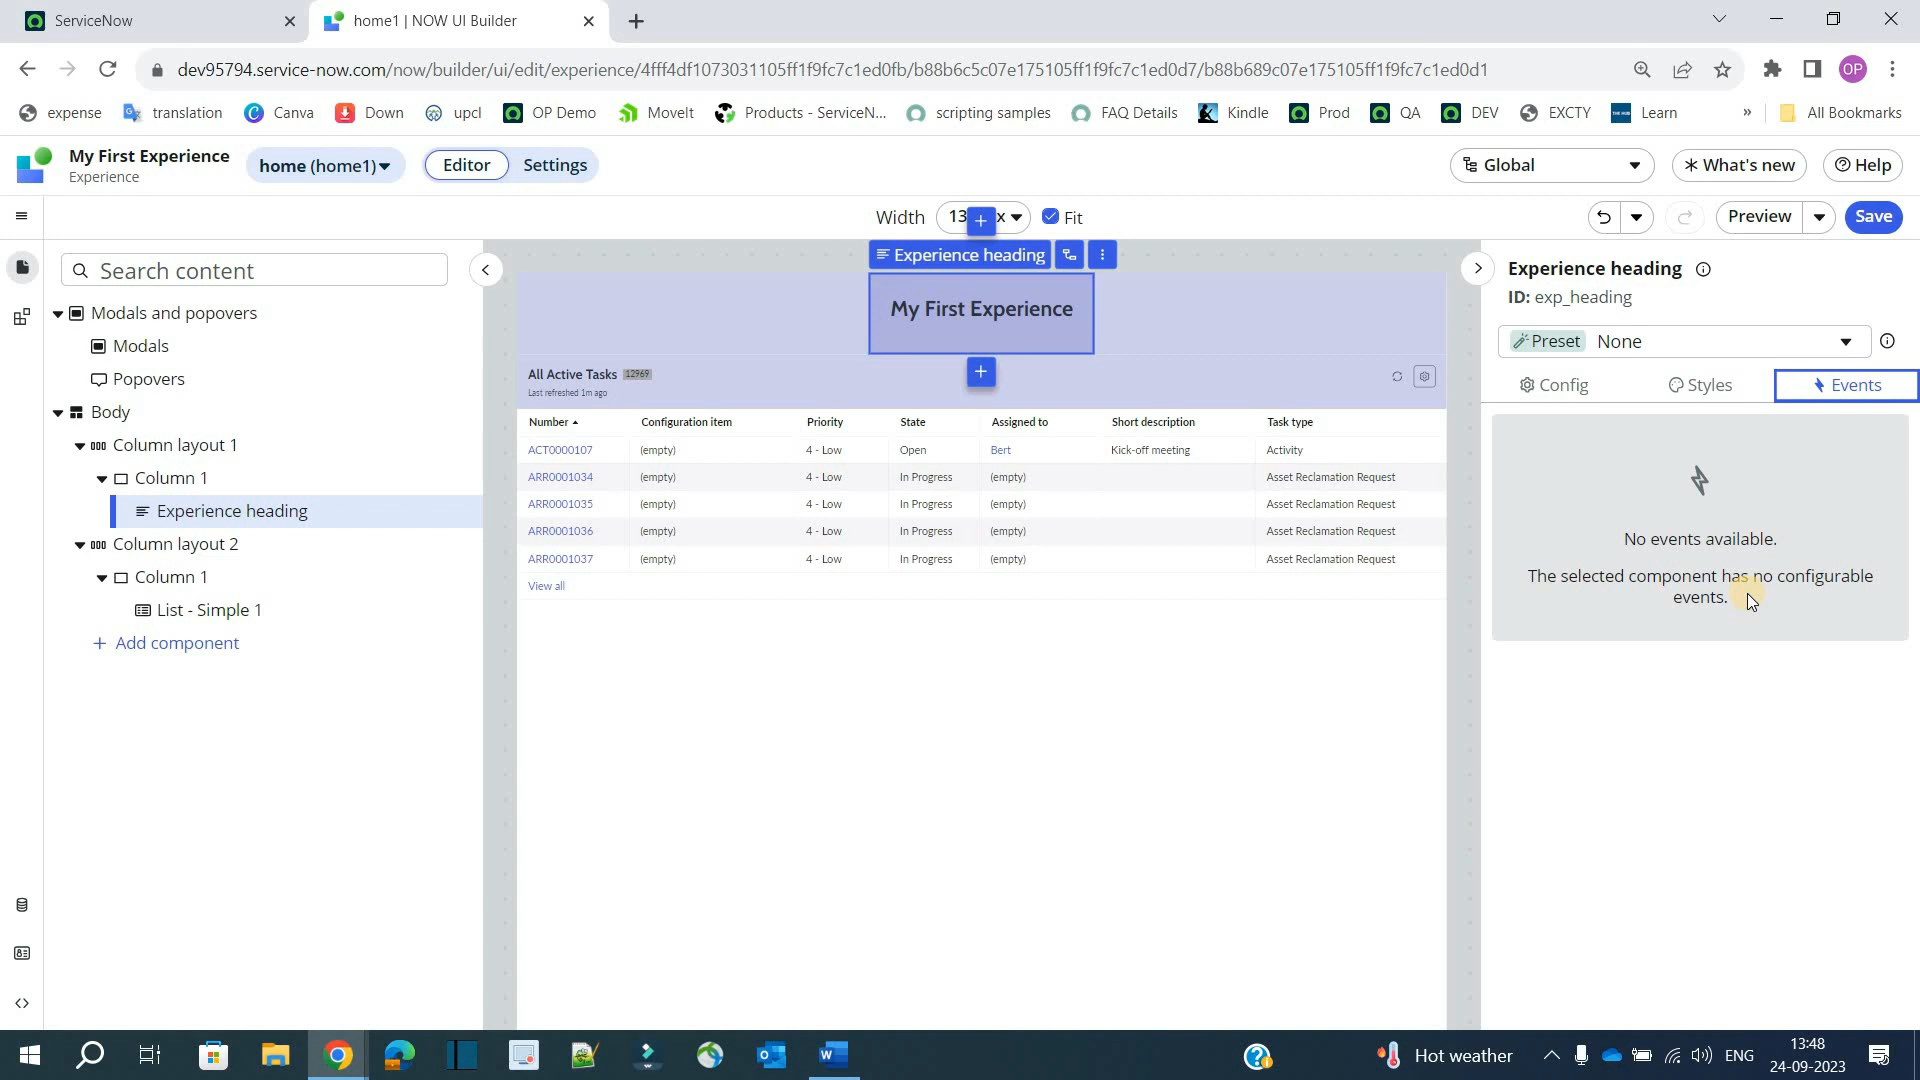 ServiceNow
home1 | NOW UI Builder
dev95794.service-now.com/now/builder/ui/edit/experience/4fff4df1073031105ff1f9fc7c1ed0fb/b88b6c5c07e175105ff1f9fc7c1ed0d7/b88b689c07e175105ff1f9fc7c1ed0d1
OP
expense translation Canva Down upcl OP Demo MoveIt Products - ServiceN... scripting samples FAQ Details Kindle Prod QA DEV EXCTY Learn » All Bookmarks
My First Experience
Experience
home (home1)
Editor
Settings
Global
What's new
Help
Width
Fit
Preview
Save
Search content
Modals and popovers
Modals
Popovers
Body
Column layout 1
Column 1
Experience heading
Column layout 2
Column 1
List - Simple 1
+ Add component
Experience heading
My First Experience
All Active Tasks 12969
Last refreshed 1m ago
Number Configuration item Priority State Assigned to Short description Task type
ACT0000107 (empty) 4 - Low Open Bert Kick-off meeting Activity
ARR0001034 (empty) 4 - Low In Progress (empty) Asset Reclamation Request
ARR0001035 (empty) 4 - Low In Progress (empty) Asset Reclamation Request
ARR0001036 (empty) 4 - Low In Progress (empty) Asset Reclamation Request
ARR0001037 (empty) 4 - Low In Progress (empty) Asset Reclamation Request
View all
Experience heading
ID: exp_heading
Preset None
Config
Styles
Events
No events available.
The selected component has no configurable
events.
Hot weather
ENG
13:48
24-09-2023